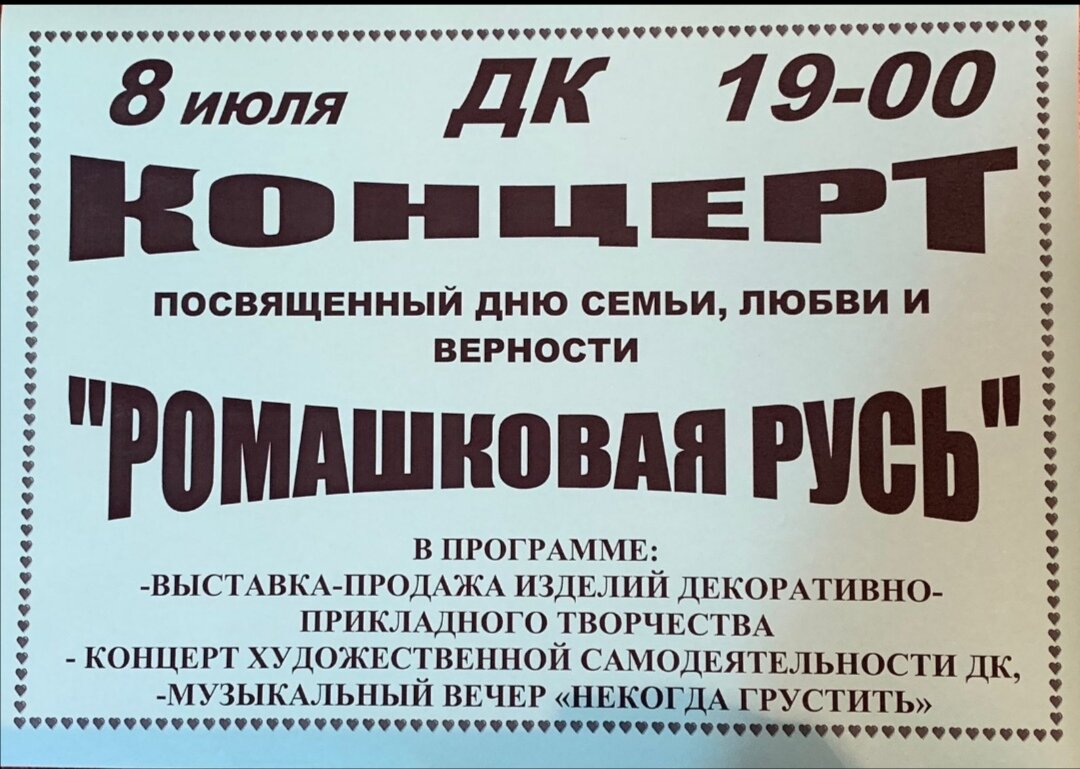 8 июля ДК 19-00
КОНЦЕРТ
ПОСВЯЩЕННЫЙ ДНЮ СЕМЬИ, ЛЮБВИ И
ВЕРНОСТИ
"РОМАШКОВАЯ РУСЬ"
В ПРОГРАММЕ:
-ВЫСТАВКА-ПРОДАЖА ИЗДЕЛИЙ ДЕКОРАТИВНО-
ПРИКЛАДНОГО ТВОРЧЕСТВА
- КОНЦЕРТ ХУДОЖЕСТВЕННОЙ САМОДЕЯТЕЛЬНОСТИ ДК,
-МУЗЫКАЛЬНЫЙ ВЕЧЕР «НЕКОГДА ГРУСТИТЬ»